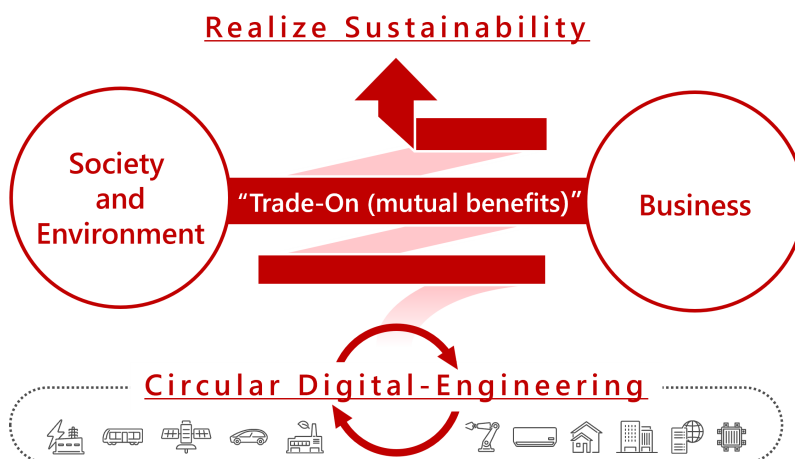 Realize Sustainability
Society
and
Environment
“Trade-On (mutual benefits)”
Business
Circular Digital-Engineering